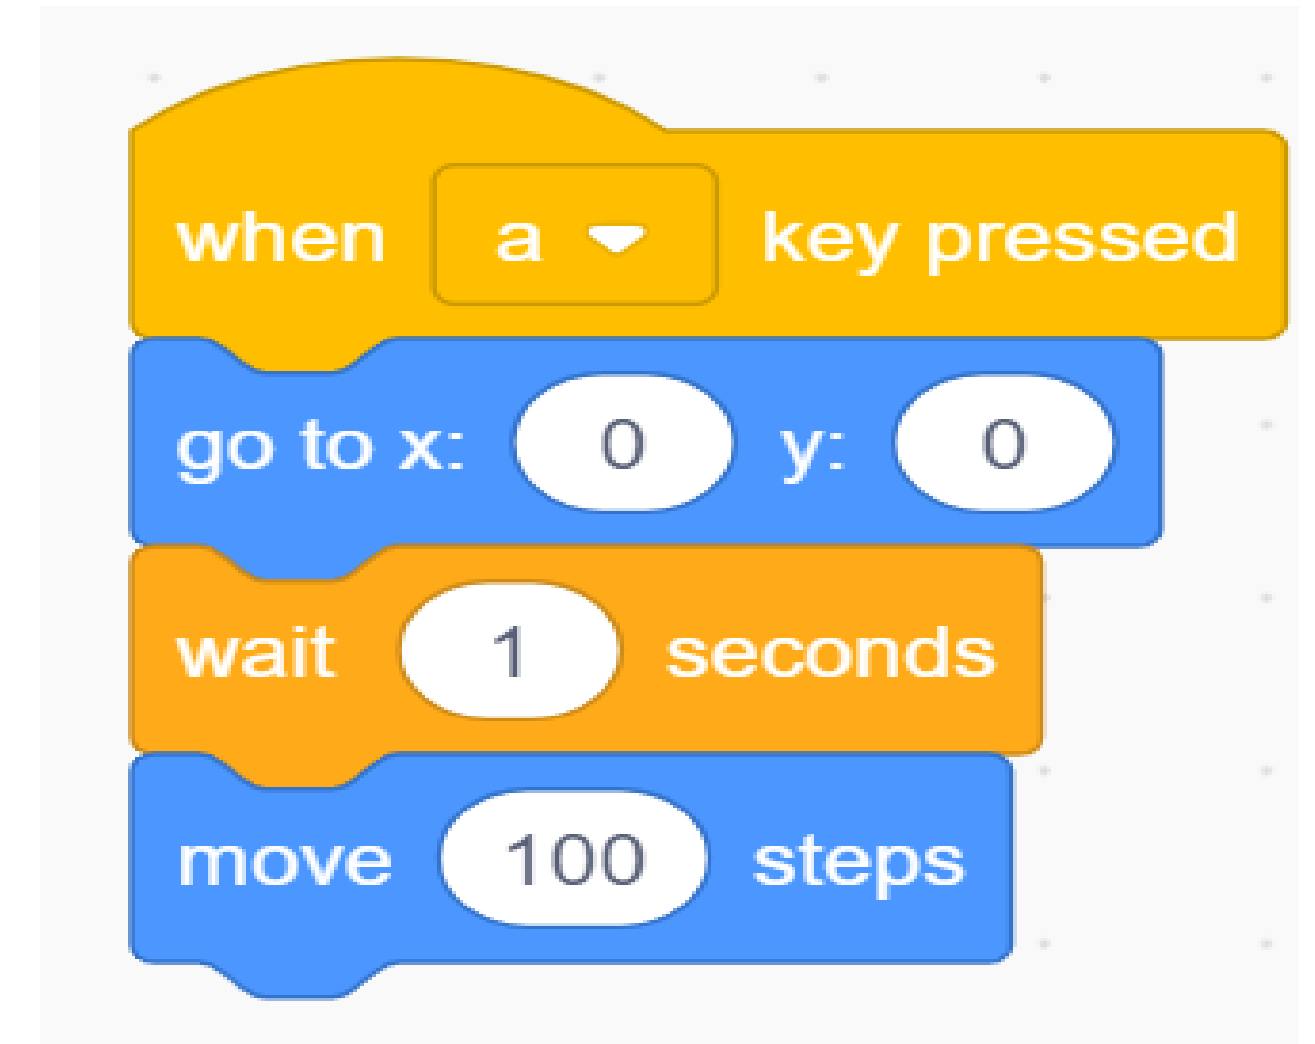 when a key pressed
go to x: 0 y: 0
wait 1 seconds
move 100 steps